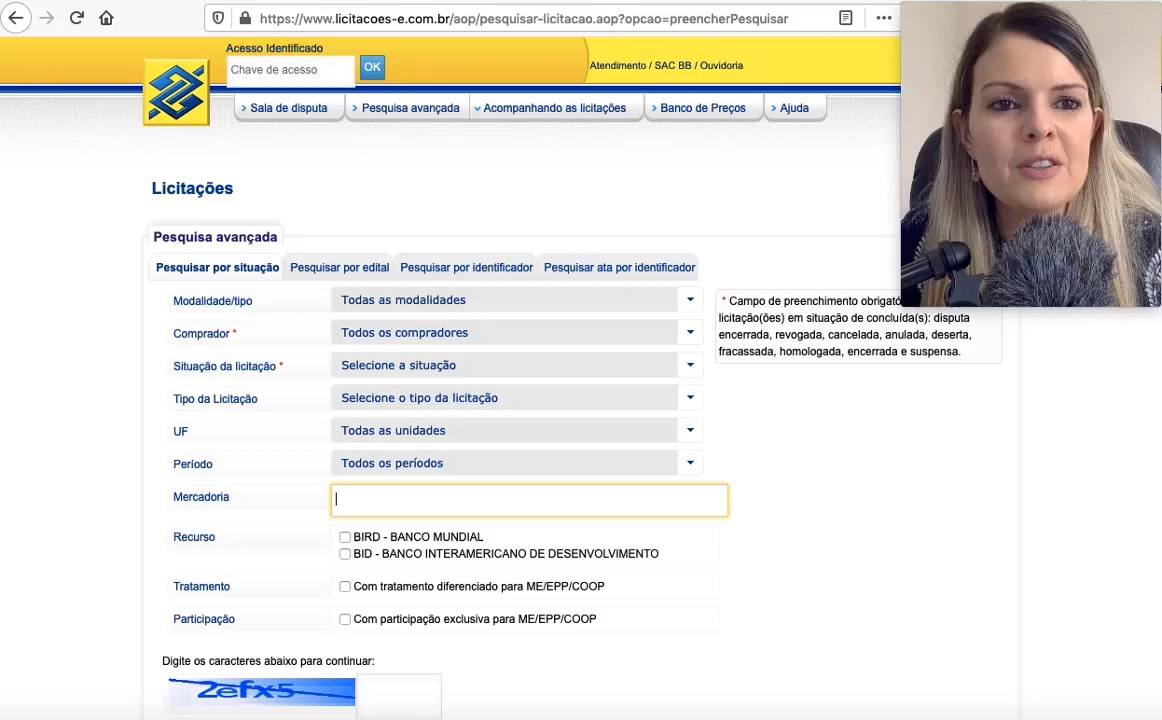 https://www.licitacoes-e.com.br/aop/pesquisar-licitacao.aop?opcao=preencherPesquisar
Acesso Identificado
Chave de acesso
OK
Atendimento / SAC BB / Ouvidoria
Sala de disputa
Pesquisa avançada
Acompanhando as licitações
Banco de Preços
Ajuda
Licitações
Pesquisa avançada
Pesquisar por situação
Pesquisar por edital
Pesquisar por identificador
Pesquisar ata por identificador
Modalidade/tipo
Todas as modalidades
Comprador *
Todos os compradores
Situação da licitação *
Selecione a situação
Tipo da Licitação
Selecione o tipo da licitação
UF
Todas as unidades
Período
Todos os períodos
Mercadoria
Recurso
BIRD - BANCO MUNDIAL
BID - BANCO INTERAMERICANO DE DESENVOLVIMENTO
Tratamento
Com tratamento diferenciado para ME/EPP/COOP
Participação
Com participação exclusiva para ME/EPP/COOP
* Campo de preenchimento
licitação(ões) em situação de concluída(s): disputa
encerrada, revogada, cancelada, anulada, deserta,
fracassada, homologada, encerrada e suspensa.
Digite os caracteres abaixo para continuar:
2efx5